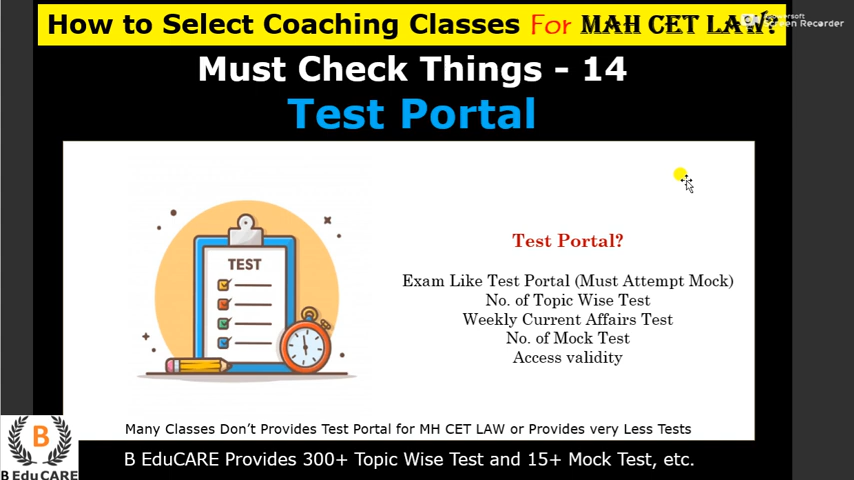 How to Select Coaching Classes For MAH CET LAW?
Screen Recorder
Must Check Things - 14
Test Portal
TEST
Test Portal?
Exam Like Test Portal (Must Attempt Mock)
No. of Topic Wise Test
Weekly Current Affairs Test
No. of Mock Test
Access validity
Many Classes Don't Provides Test Portal for MH CET LAW or Provides very Less Tests
B
B EduCARE
B EduCARE Provides 300+ Topic Wise Test and 15+ Mock Test, etc.